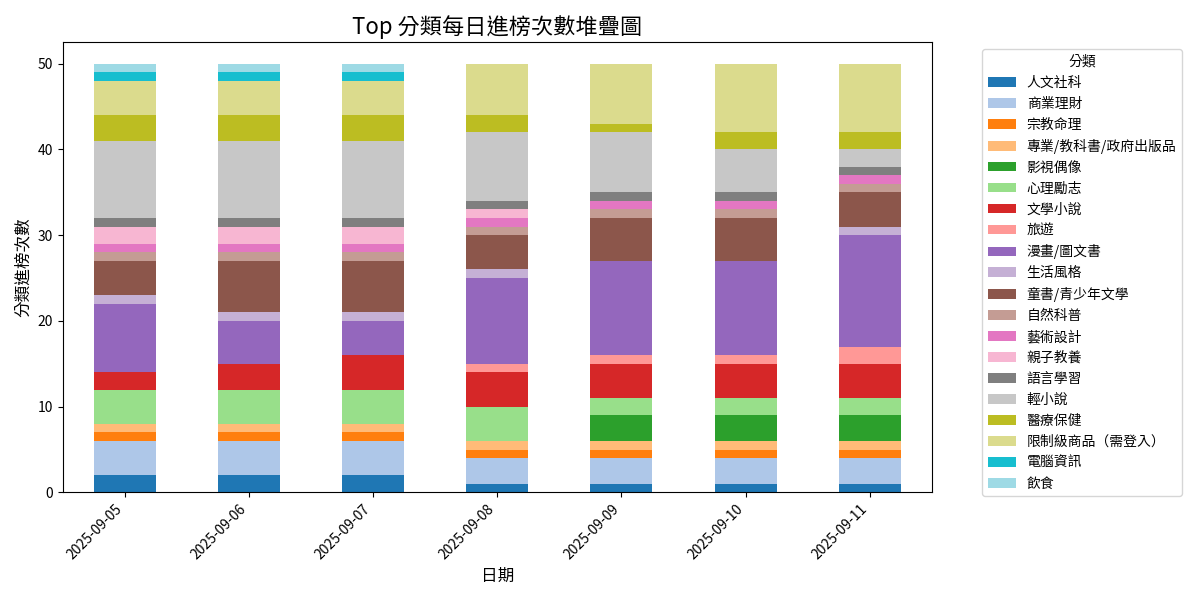 Top 分類每日進榜次數堆疊圖
分類進榜次數
50
40
30
20
10
0
2025-09-05
2025-09-06
2025-09-07
2025-09-08
2025-09-09
2025-09-10
2025-09-11
日期
分類
人文社科
商業理財
宗教命理
專業/教科書/政府出版品
影視偶像
心理勵志
文學小說
旅遊
漫畫/圖文書
生活風格
童書/青少年文學
自然科普
藝術設計
親子教養
語言學習
輕小說
醫療保健
限制級商品（需登入）
電腦資訊
飲食